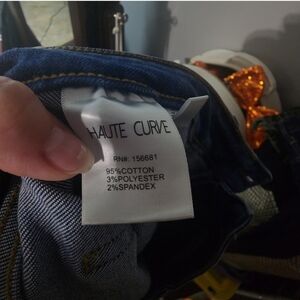 HAUTE CURVE
RN#: 156681
95%COTTON
3%POLYESTER
2%SPANDEX